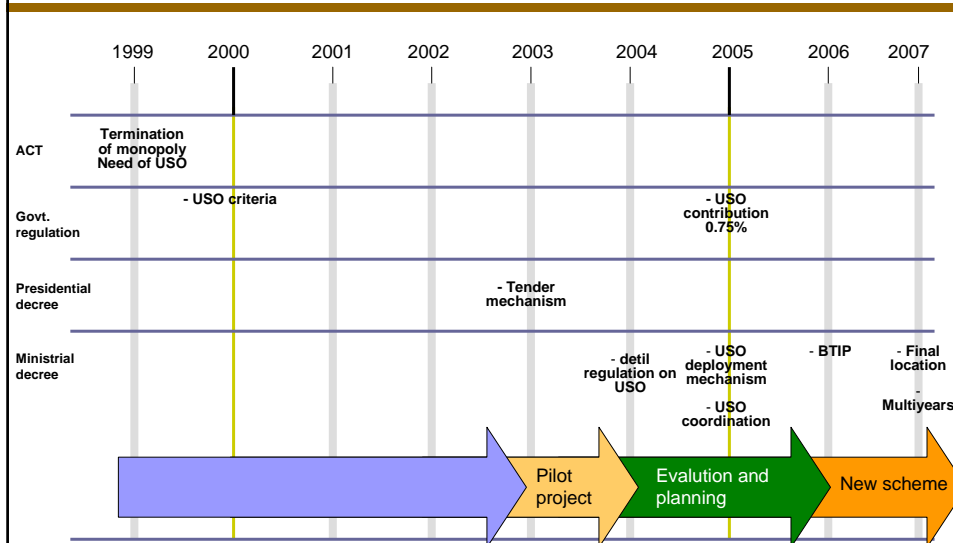 1999 2000 2001 2002 2003 2004 2005 2006 2007
ACT
Termination
of monopoly
Need of USO
Govt.
regulation
- USO criteria
- USO
contribution
0.75%
Presidential
decree
- Tender
mechanism
Ministrial
decree
- detil
regulation on
USO
- USO
deployment
mechanism
- USO
coordination
- BTIP
- Final
location
-
Multiyears
Pilot
project
Evalution and
planning
New scheme